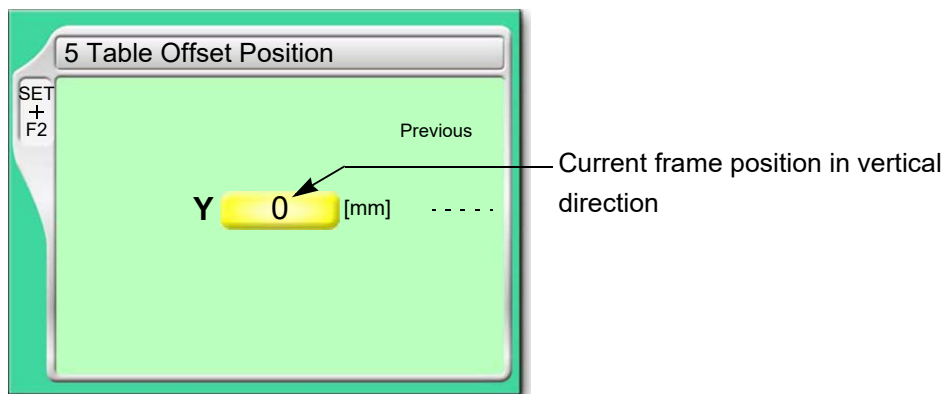 5 Table Offset Position
SET
+
F2
Previous
Y 0 [mm] - - - - -
Current frame position in vertical
direction